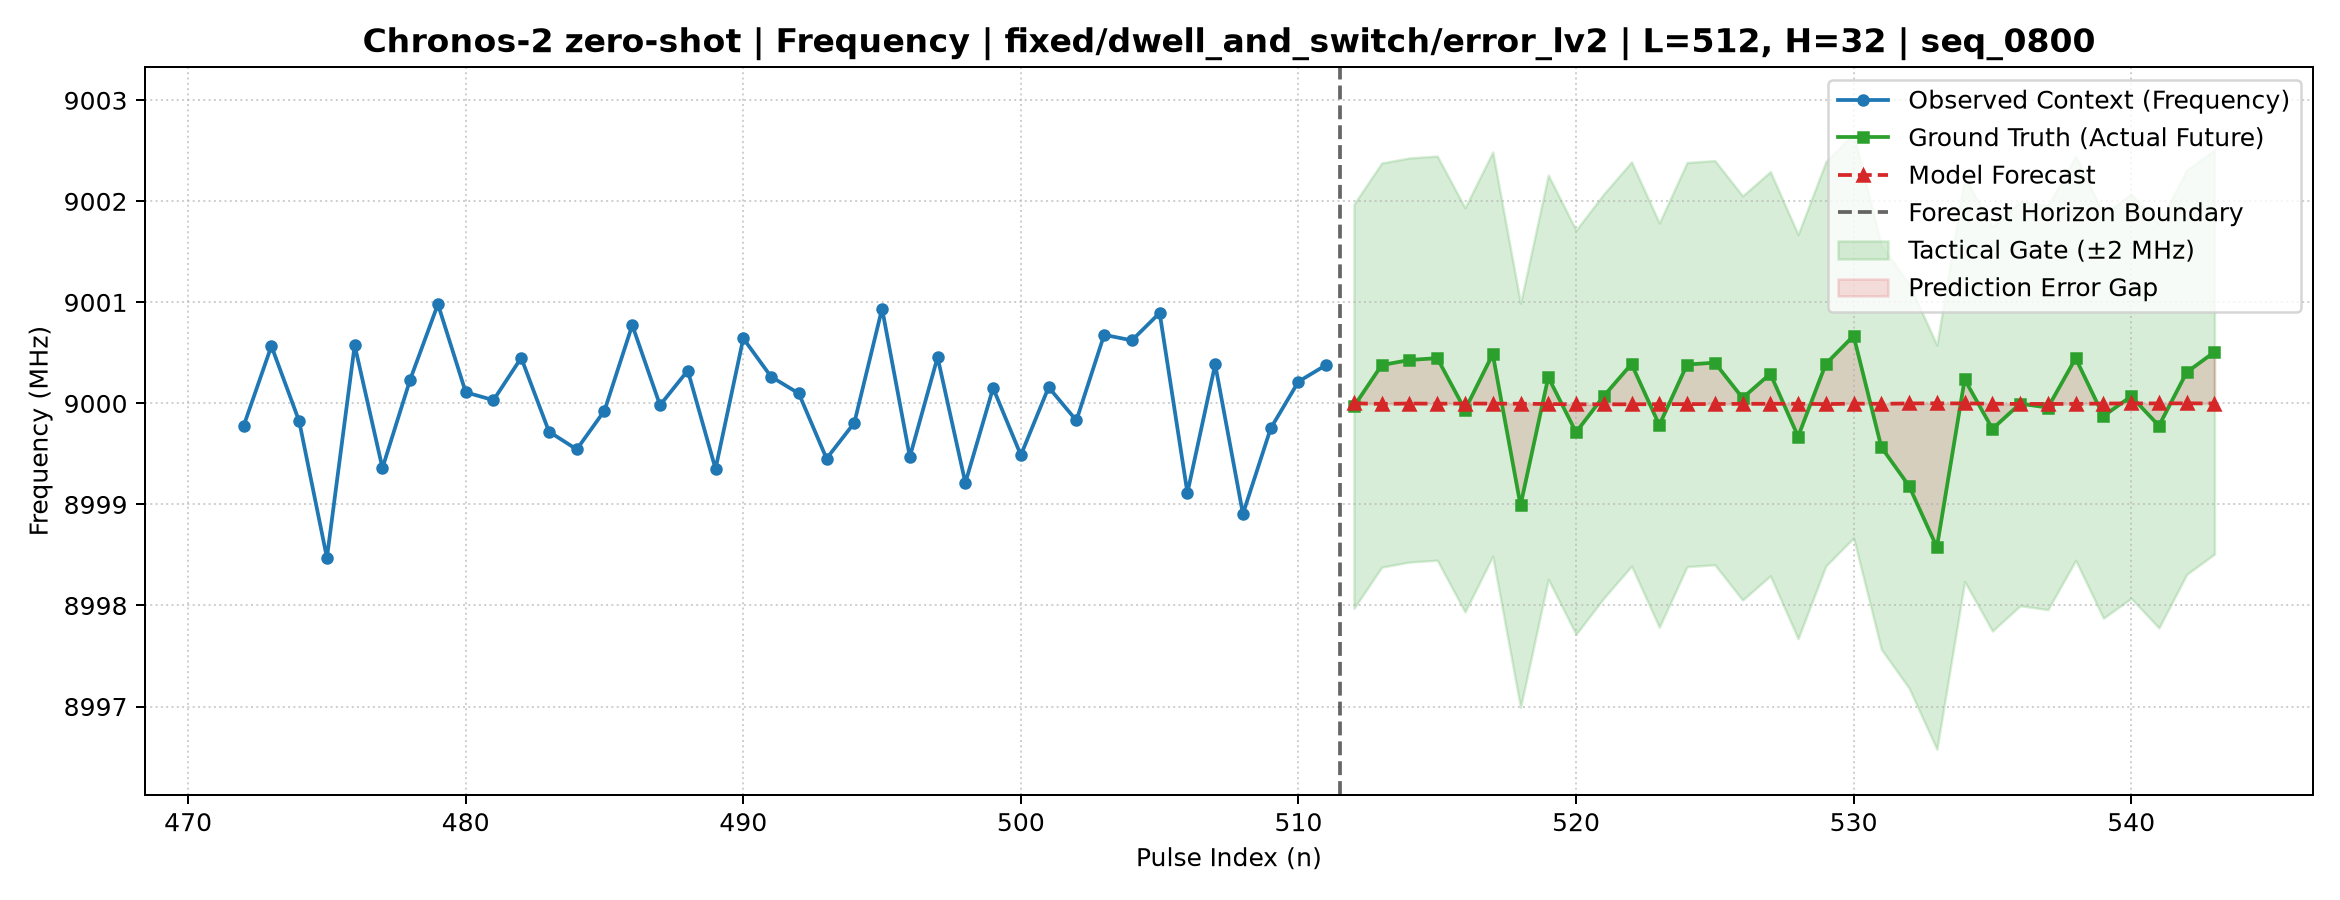 Chronos-2 zero-shot | Frequency | fixed/dwell_and_switch/error_lv2 | L=512, H=32 | seq_0800
Frequency (MHz)
9003
9002
9001
9000
8999
8998
8997
Observed Context (Frequency)
Ground Truth (Actual Future)
Model Forecast
Forecast Horizon Boundary
Tactical Gate (±2 MHz)
Prediction Error Gap
470 480 490 500 510 520 530 540
Pulse Index (n)